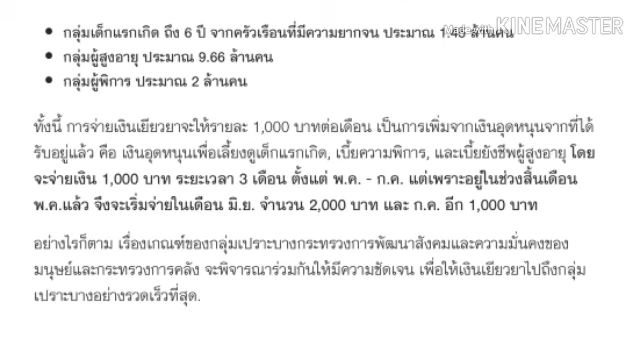 • กลุ่มเด็กแรกเกิด ถึง 6 ปี จากครัวเรือนที่มีความยากจน ประมาณ 1.45 ล้านคน
Made with KINEMASTER
• กลุ่มผู้สูงอายุ ประมาณ 9.66 ล้านคน
• กลุ่มผู้พิการ ประมาณ 2 ล้านคน
ทั้งนี้ การจ่ายเงินเยียวยาจะให้รายละ 1,000 บาทต่อเดือน เป็นการเพิ่มจากเงินอุดหนุนจากที่ได้
รับอยู่แล้ว คือ เงินอุดหนุนเพื่อเลี้ยงดูเด็กแรกเกิด, เบี้ยความพิการ, และเบี้ยยังชีพผู้สูงอายุ โดย
จะจ่ายเงิน 1,000 บาท ระยะเวลา 3 เดือน ตั้งแต่ พ.ค. - ก.ค. แต่เพราะอยู่ในช่วงสิ้นเดือน
พ.ค.แล้ว จึงจะเริ่มจ่ายในเดือน มิ.ย. จำนวน 2,000 บาท และ ก.ค. อีก 1,000 บาท
อย่างไรก็ตาม เรื่องเกณฑ์ของกลุ่มเปราะบางกระทรวงการพัฒนาสังคมและความมั่นคงของ
มนุษย์และกระทรวงการคลัง จะพิจารณาร่วมกันให้มีความชัดเจน เพื่อให้เงินเยียวยาไปถึงกลุ่ม
เปราะบางอย่างรวดเร็วที่สุด.